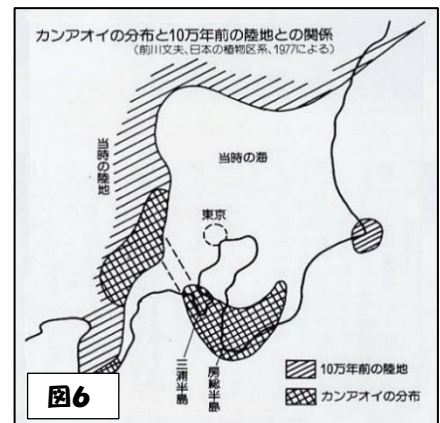 カンアオイの分布と10万年前の陸地との関係
(前川文夫、日本の植物区系、1977による)
当時の陸地
当時の海
東京
三浦半島
房総半島
10万年前の陸地
カンアオイの分布
図6